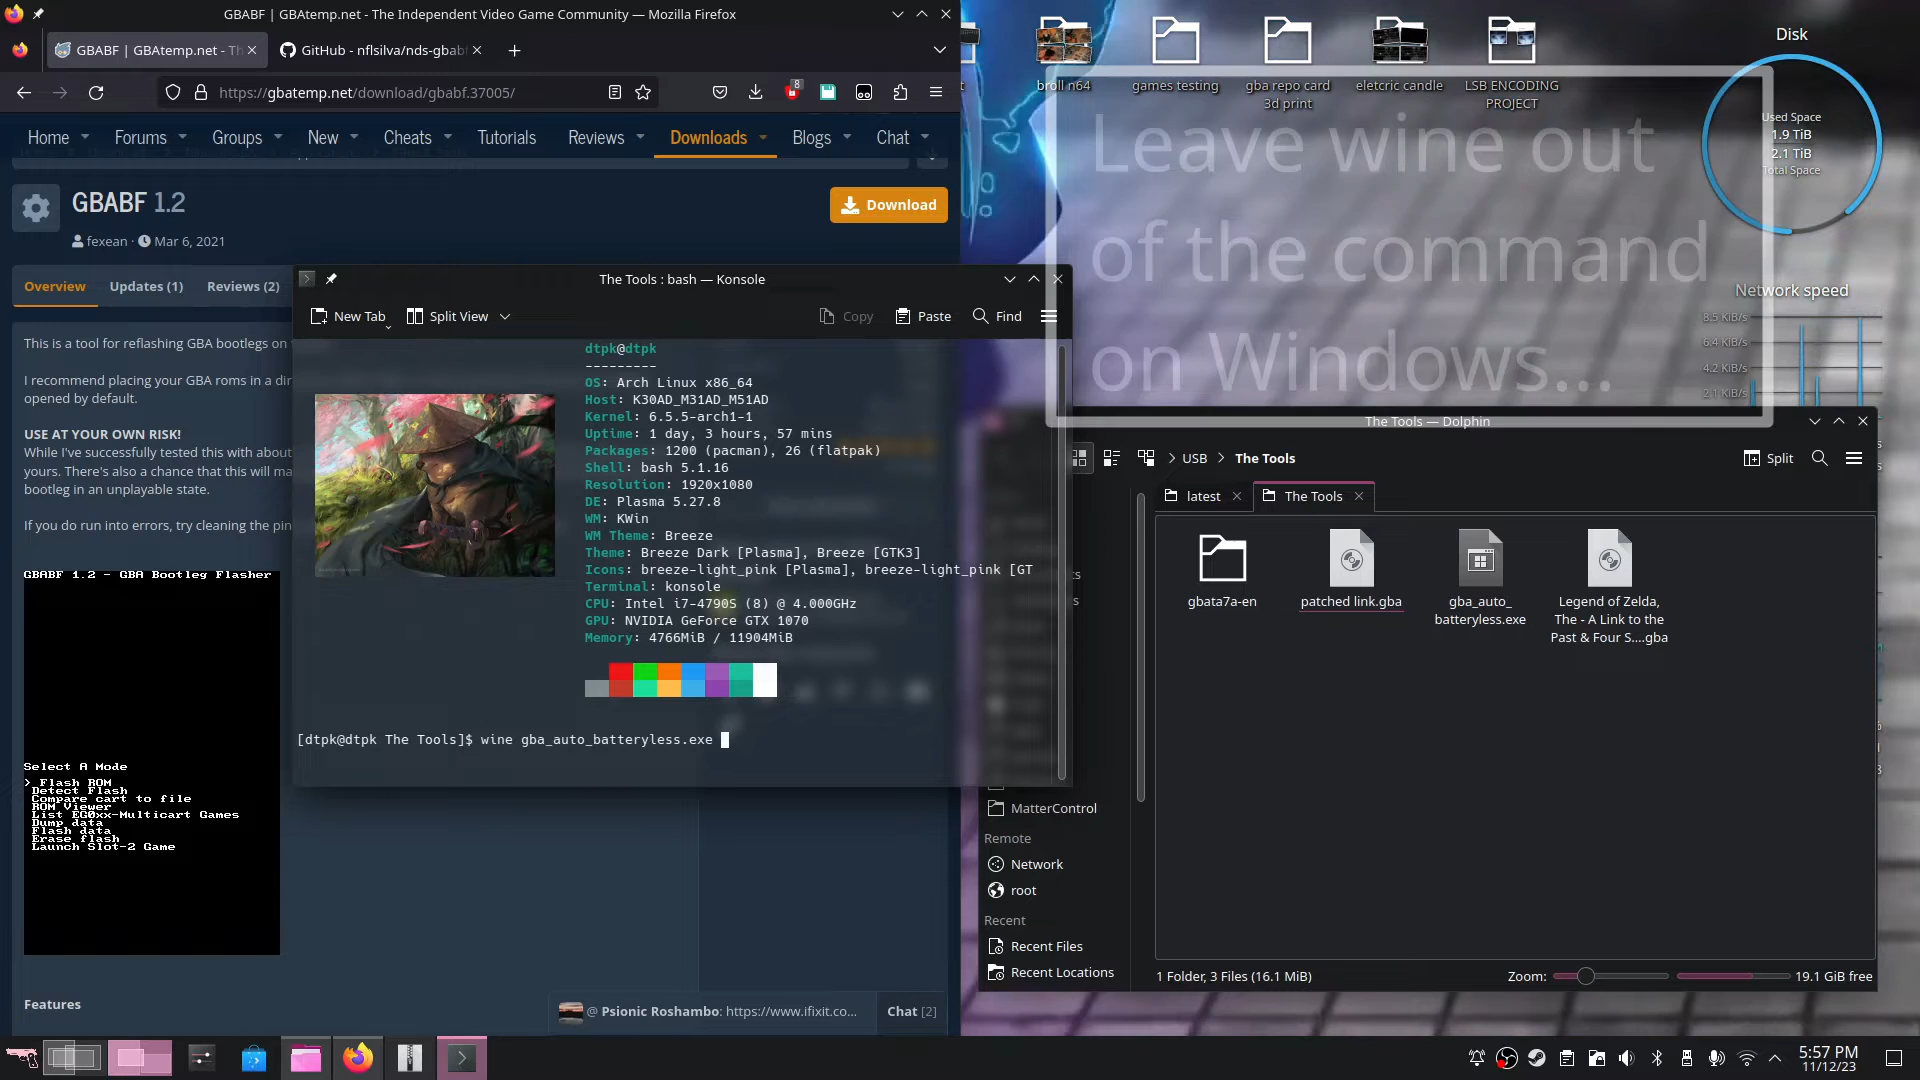 GBABF | GBAtemp.net - The Independent Video Game Community — Mozilla Firefox
GBABF | GBAtemp.net - Th
GitHub - nflsilva/nds-gbabf
https://gbatemp.net/download/gbabf.37005/
8
Home
Forums
Groups
New
Cheats
Tutorials
Reviews
Downloads
Blogs
Chat
GBABF 1.2
Download
fexean · Mar 6, 2021
Overview
Updates (1)
Reviews (2)
This is a tool for reflashing GBA bootlegs on
I recommend placing your GBA roms in a dir
opened by default.
USE AT YOUR OWN RISK!
While I've successfully tested this with about
yours. There's also a chance that this will ma
bootleg in an unplayable state.
If you do run into errors, try cleaning the pin
GBABF 1.2 - GBA Bootleg Flasher
Select A Mode
> Flash ROM
Detect Flash
Compare cart to file
ROM Viewer
List EG0xx-Multicart Games
Dump data
Flash data
Erase flash
Launch Slot-2 Game
Features
@ Psionic Roshambo: https://www.ifixit.co...
Chat [2]
The Tools : bash — Konsole
New Tab
Split View
Copy
Paste
Find
dtpk@dtpk
---------
OS: Arch Linux x86_64
Host: K30AD_M31AD_M51AD
Kernel: 6.5.5-arch1-1
Uptime: 1 day, 3 hours, 57 mins
Packages: 1200 (pacman), 26 (flatpak)
Shell: bash 5.1.16
Resolution: 1920x1080
DE: Plasma 5.27.8
WM: KWin
WM Theme: Breeze
Theme: Breeze Dark [Plasma], Breeze [GTK3]
Icons: breeze-light_pink [Plasma], breeze-light_pink [GT
Terminal: konsole
CPU: Intel i7-4790S (8) @ 4.000GHz
GPU: NVIDIA GeForce GTX 1070
Memory: 4766MiB / 11904MiB
[dtpk@dtpk The Tools]$ wine gba_auto_batteryless.exe
broll n64
games testing
gba repo card
3d print
eletcric candle
LSB ENCODING
PROJECT
Leave wine out
of the command
on Windows...
Disk
Used Space
1.9 TiB
2.1 TiB
Total Space
Network speed
8.5 KiB/s
6.4 KiB/s
4.2 KiB/s
2.1 KiB/s
The Tools — Dolphin
USB > The Tools
Split
latest
The Tools
gbata7a-en
patched link.gba
gba_auto_
batteryless.exe
Legend of Zelda,
The - A Link to the
Past & Four S....gba
MatterControl
Remote
Network
root
Recent
Recent Files
Recent Locations
1 Folder, 3 Files (16.1 MiB)
Zoom:
19.1 GiB free
5:57 PM
11/12/23